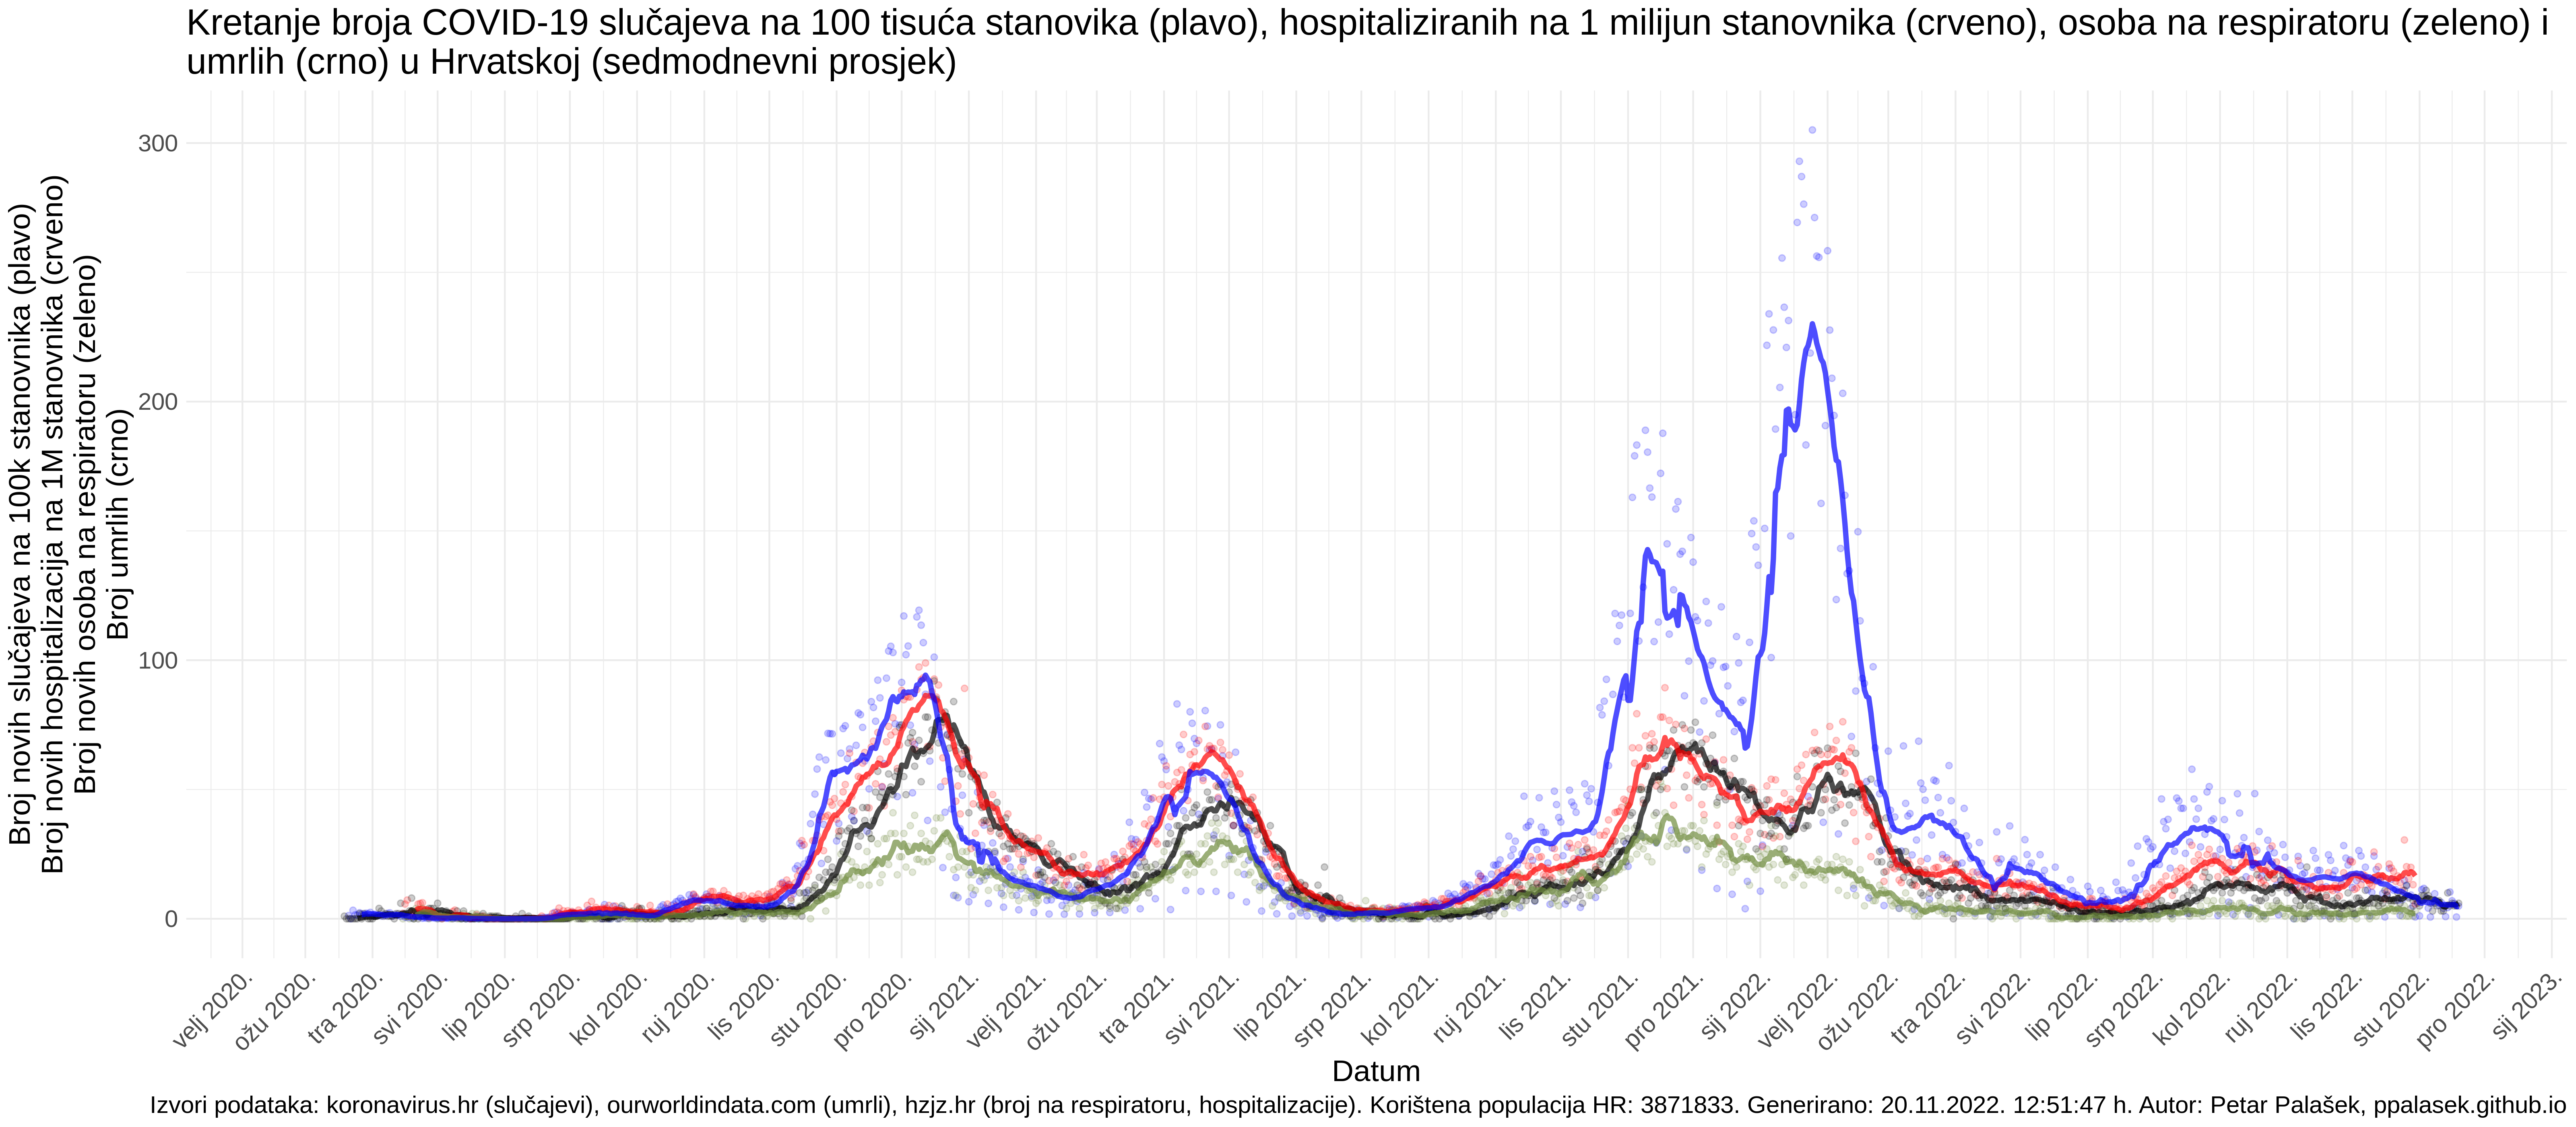 Kretanje broja COVID-19 slučajeva na 100 tisuća stanovika (plavo), hospitaliziranih na 1 milijun stanovnika (crveno), osoba na respiratoru (zeleno) i
umrlih (crno) u Hrvatskoj (sedmodnevni prosjek)
Broj novih slučajeva na 100k stanovnika (plavo)
Broj novih hospitalizacija na 1M stanovnika (crveno)
Broj novih osoba na respiratoru (zeleno)
Broj umrlih (crno)
300
200
100
0
velj 2020.
ožu 2020.
tra 2020.
svi 2020.
lip 2020.
srp 2020.
kol 2020.
ruj 2020.
lis 2020.
stu 2020.
pro 2020.
sij 2021.
velj 2021.
ožu 2021.
tra 2021.
svi 2021.
lip 2021.
srp 2021.
kol 2021.
ruj 2021.
lis 2021.
stu 2021.
pro 2021.
sij 2022.
velj 2022.
ožu 2022.
tra 2022.
svi 2022.
lip 2022.
srp 2022.
kol 2022.
ruj 2022.
lis 2022.
stu 2022.
pro 2022.
sij 2023.
Datum
Izvori podataka: koronavirus.hr (slučajevi), ourworldindata.com (umrli), hzjz.hr (broj na respiratoru, hospitalizacije). Korištena populacija HR: 3871833. Generirano: 20.11.2022. 12:51:47 h. Autor: Petar Palašek, ppalasek.github.io